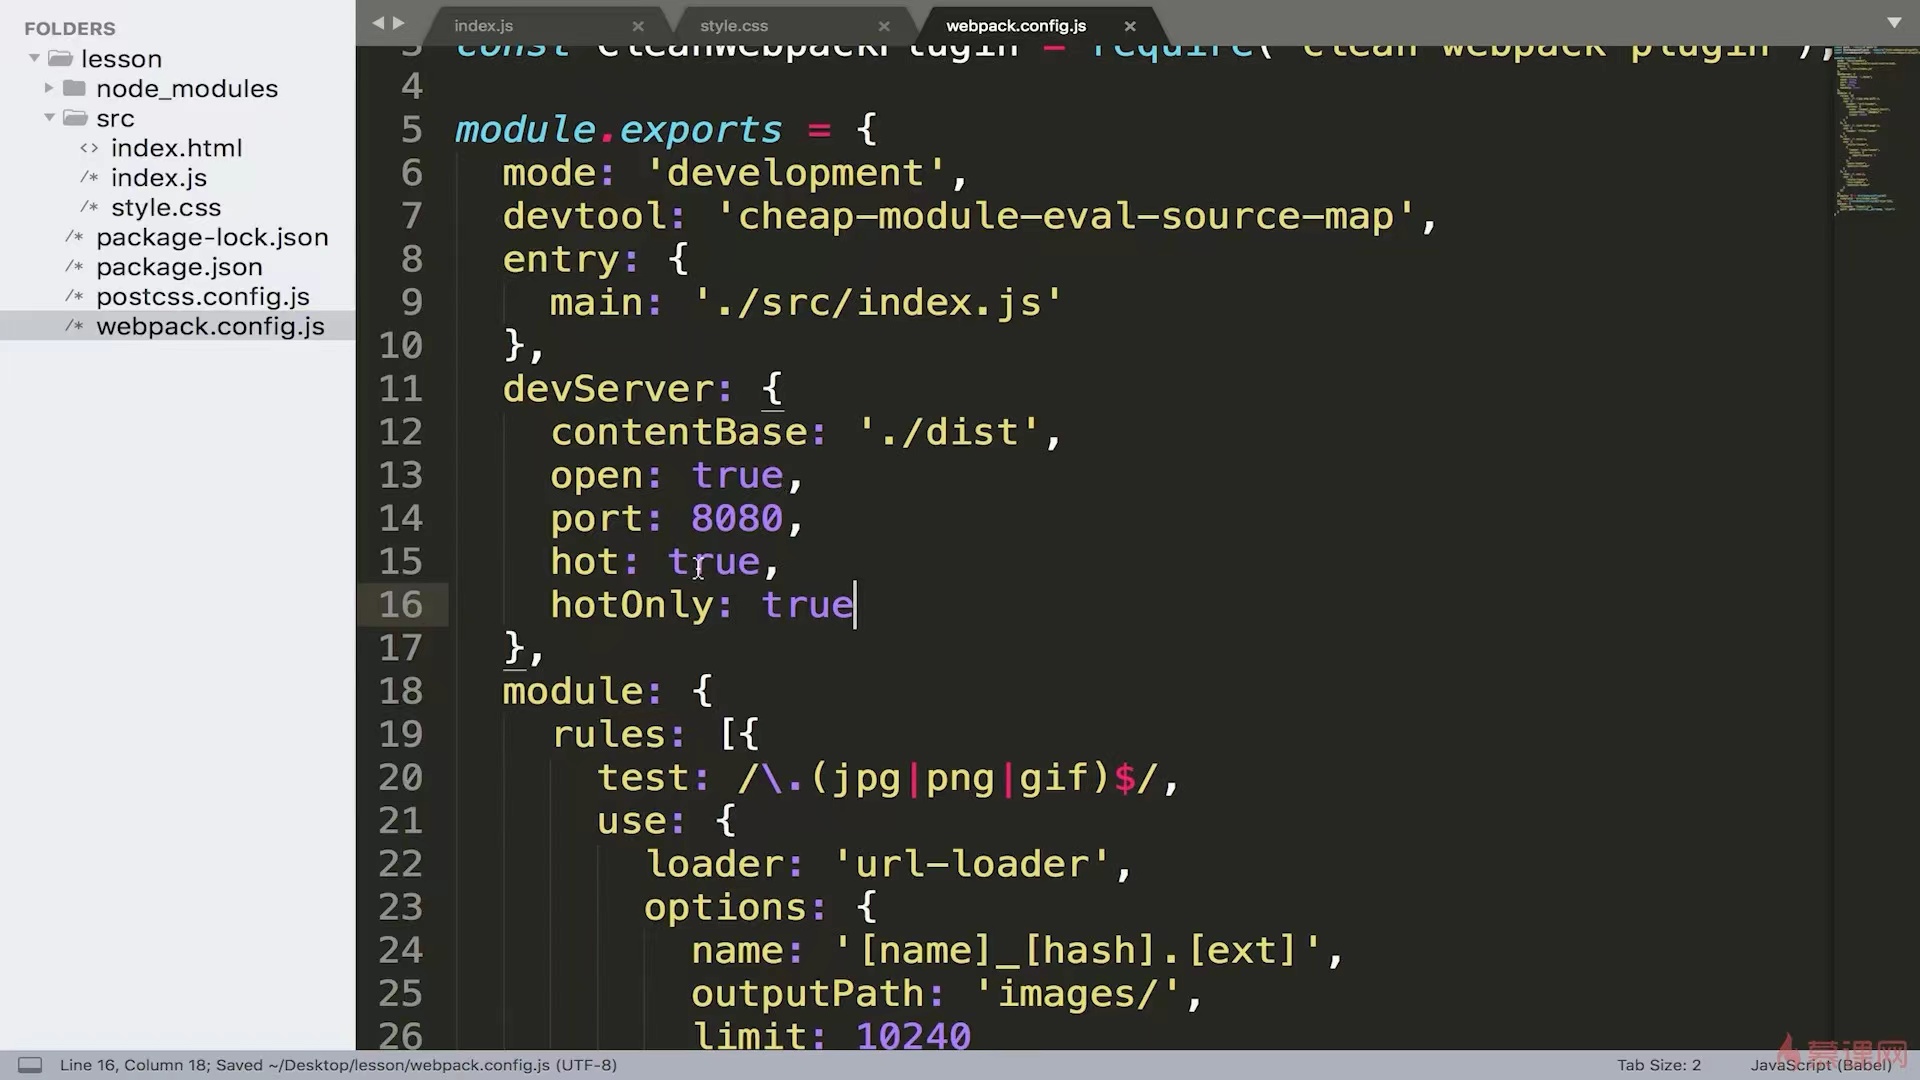 FOLDERS
lesson
node_modules
src
<> index.html
/* index.js
/* style.css
/* package-lock.json
/* package.json
/* postcss.config.js
/* webpack.config.js
index.js
style.css
webpack.config.js
3 const CleanWebpackPlugin = require('clean-webpack-plugin');
4
5 module.exports = {
6 mode: 'development',
7 devtool: 'cheap-module-eval-source-map',
8 entry: {
9 main: './src/index.js'
10 },
11 devServer: {
12 contentBase: './dist',
13 open: true,
14 port: 8080,
15 hot: true,
16 hotOnly: true
17 },
18 module: {
19 rules: [{
20 test: /\.(jpg|png|gif)$/,
21 use: {
22 loader: 'url-loader',
23 options: {
24 name: '[name]_[hash].[ext]',
25 outputPath: 'images/',
26 limit: 10240
Line 16, Column 18; Saved ~/Desktop/lesson/webpack.config.js (UTF-8)
Tab Size: 2
JavaScript (Babel)
慕课网